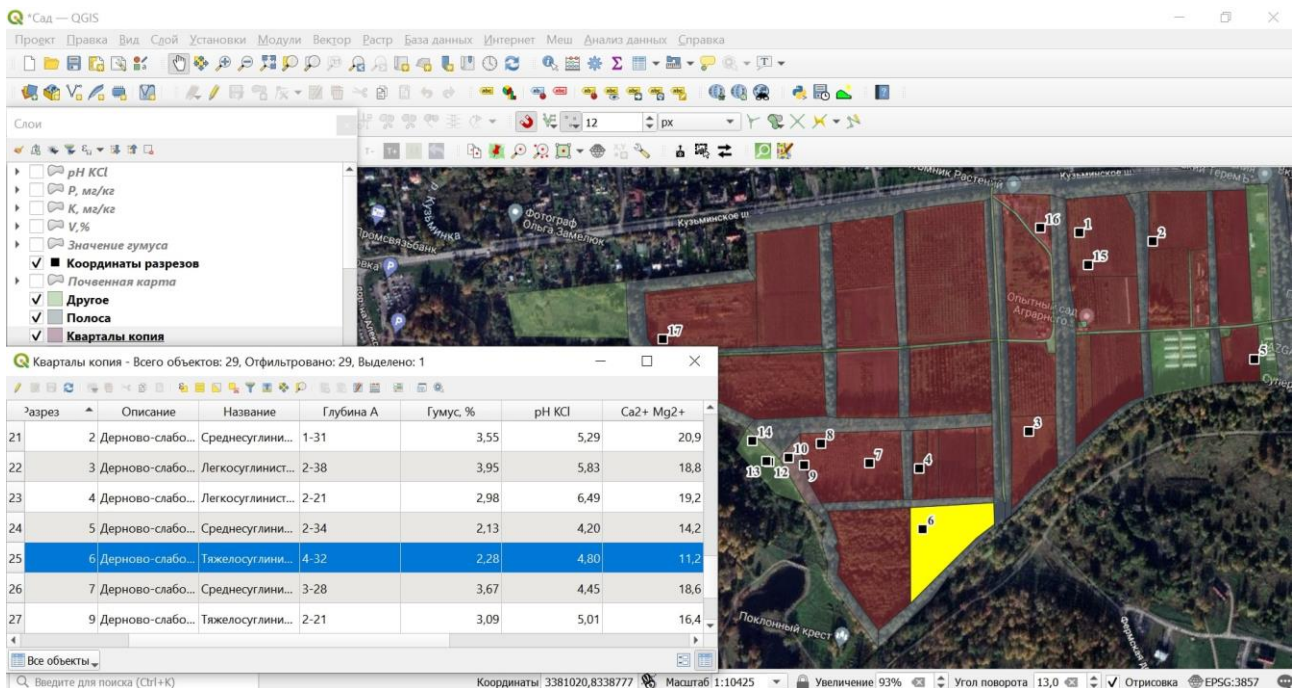 *Сад — QGIS
Проект Правка Вид Слой Установки Модули Вектор Растр База данных Интернет Меш Анализ данных Справка
12 px
Слои
pH KCl
P, мг/кг
K, мг/кг
V,%
Значение гумуса
Координаты разрезов
Почвенная карта
Другое
Полоса
Кварталы копия
Кузьминка
Фотограф
Ольга Замелюк
Кузьминское ш
Промсвязьбанк
Растений
Кузьминское ш.
Теремъ
16
1
2
15
Опытный сад
Аграрного
17
5
3
14
8
10
13
12
9
7
4
6
Поклонный крест
Фермская
Кварталы копия - Всего объектов: 29, Отфильтровано: 29, Выделено: 1
Разрез Описание Название Глубина А Гумус, % pH KCl Ca2+ Mg2+
21 2 Дерново-слабо... Среднесуглини... 1-31 3,55 5,29 20,9
22 3 Дерново-слабо... Легкосуглинист... 2-38 3,95 5,83 18,8
23 4 Дерново-слабо... Легкосуглинист... 2-21 2,98 6,49 19,2
24 5 Дерново-слабо... Среднесуглини... 2-34 2,13 4,20 14,2
25 6 Дерново-слабо... Тяжелосуглини... 4-32 2,28 4,80 11,2
26 7 Дерново-слабо... Среднесуглини... 3-28 3,67 4,45 18,6
27 9 Дерново-слабо... Тяжелосуглини... 2-21 3,09 5,01 16,4
Все объекты
Введите для поиска (Ctrl+K) Координаты 3381020,8338777 Масштаб 1:10425 Увеличение 93% Угол поворота 13,0 Отрисовка EPSG:3857